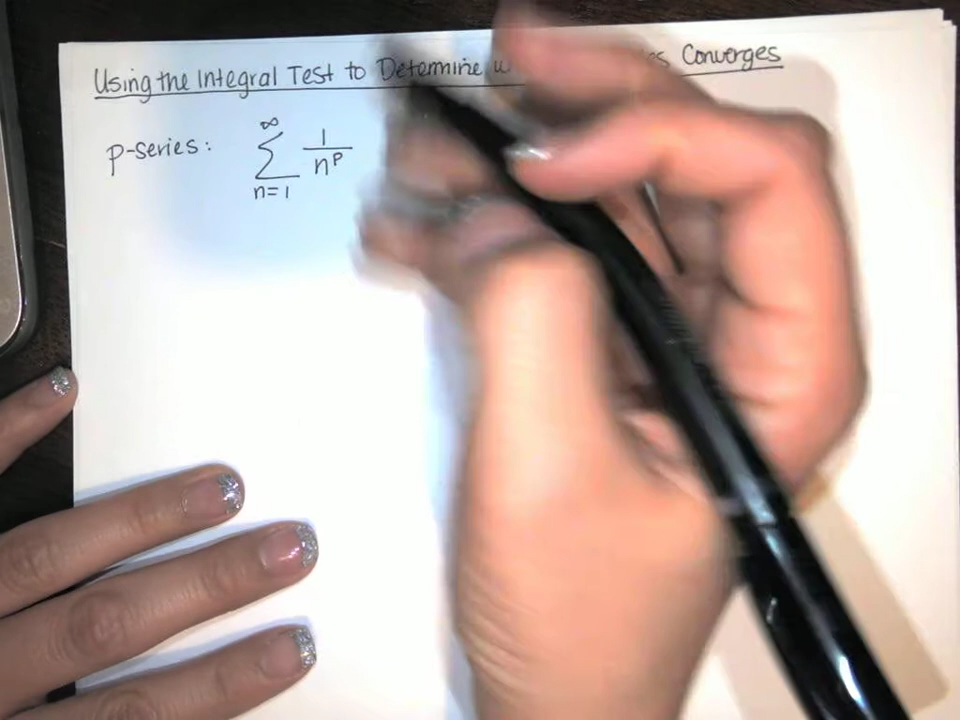 Using the Integral Test to Determine Converges
p-series: ∞ ∑ n=1 1/n^p